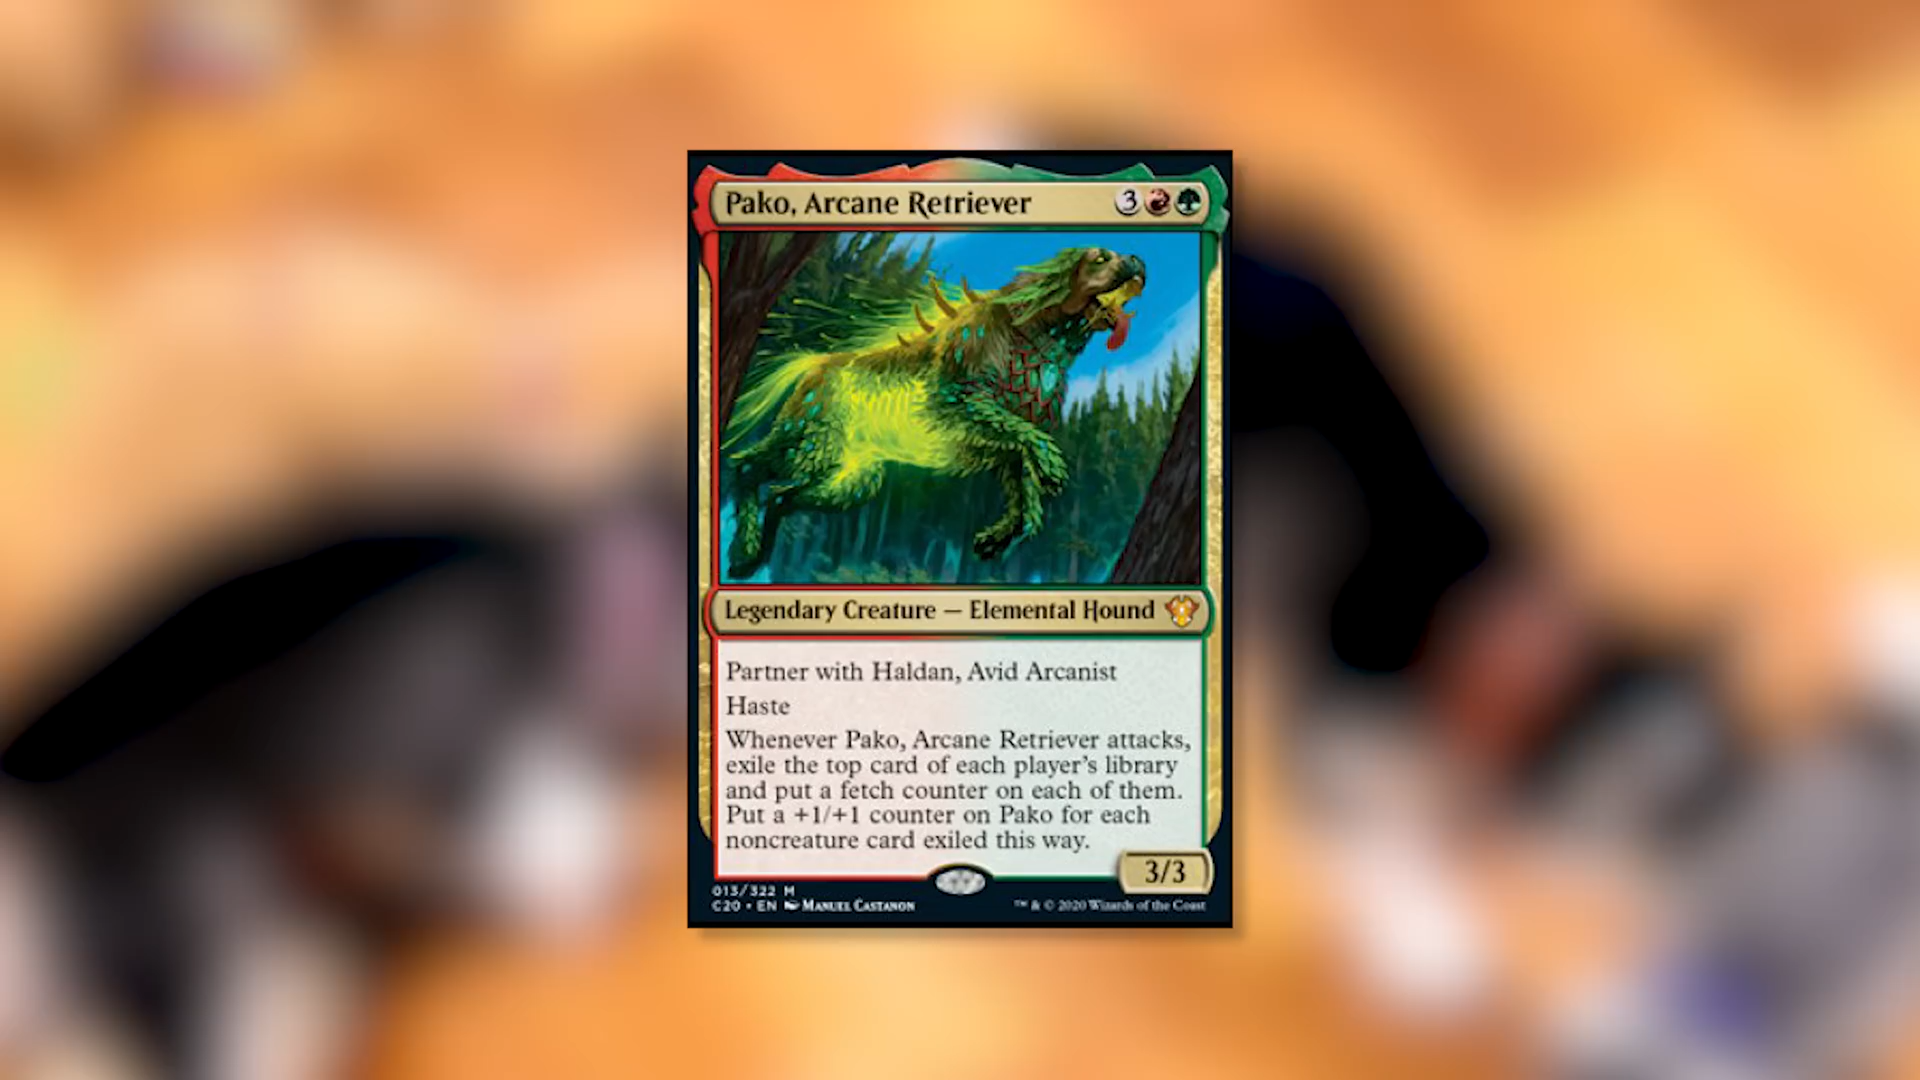 Pako, Arcane Retriever 3
Legendary Creature — Elemental Hound
Partner with Haldan, Avid Arcanist
Haste
Whenever Pako, Arcane Retriever attacks,
exile the top card of each player's library
and put a fetch counter on each of them.
Put a +1/+1 counter on Pako for each
noncreature card exiled this way.
3/3
013/322 M
C20 • EN Manuel Castanon
™ & © 2020 Wizards of the Coast